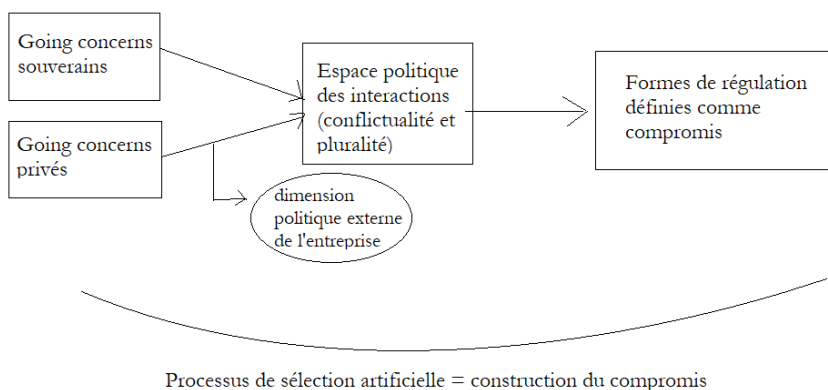 Going concerns
souverains
Going concerns
privés
Espace politique
des interactions
(conflictualité et
pluralité)
Formes de régulation
définies comme
compromis
dimension
politique externe
de l'entreprise
Processus de sélection artificielle = construction du compromis